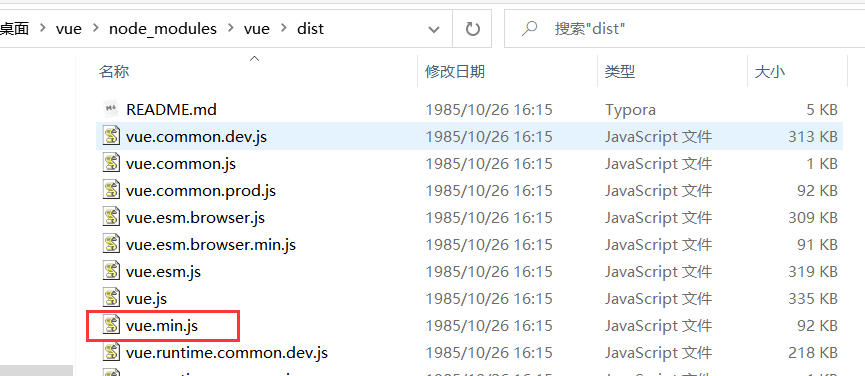 桌面 > vue > node_modules > vue > dist 搜索"dist"
名称 修改日期 类型 大小
README.md 1985/10/26 16:15 Typora 5 KB
vue.common.dev.js 1985/10/26 16:15 JavaScript 文件 313 KB
vue.common.js 1985/10/26 16:15 JavaScript 文件 1 KB
vue.common.prod.js 1985/10/26 16:15 JavaScript 文件 92 KB
vue.esm.browser.js 1985/10/26 16:15 JavaScript 文件 309 KB
vue.esm.browser.min.js 1985/10/26 16:15 JavaScript 文件 91 KB
vue.esm.js 1985/10/26 16:15 JavaScript 文件 319 KB
vue.js 1985/10/26 16:15 JavaScript 文件 335 KB
vue.min.js 1985/10/26 16:15 JavaScript 文件 92 KB
vue.runtime.common.dev.js 1985/10/26 16:15 JavaScript 文件 218 KB